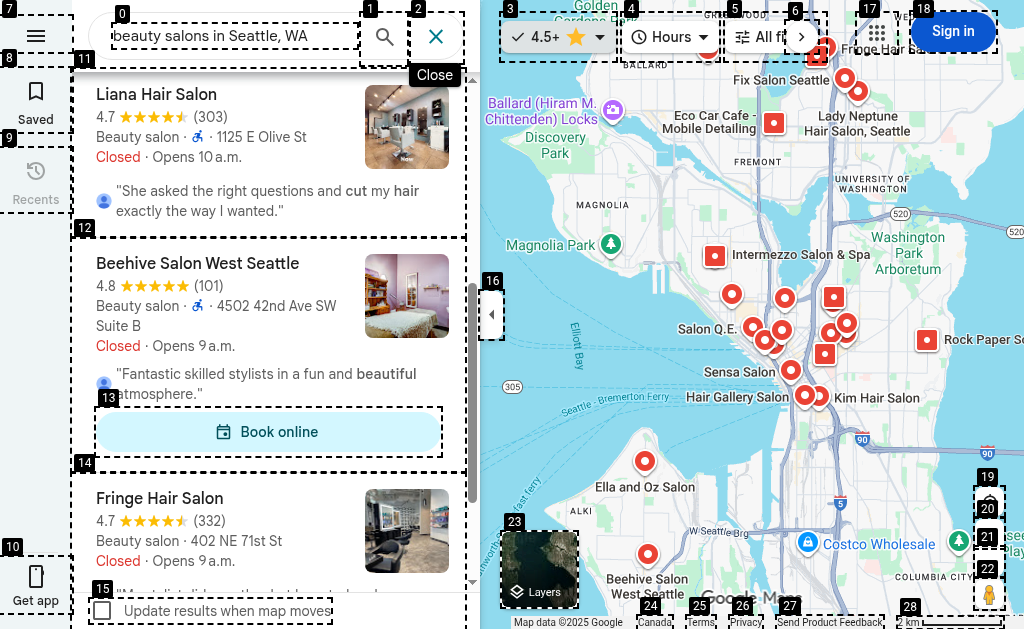 beauty salons in Seattle, WA
Close
Saved
Recents
Get app
Liana Hair Salon
4.7 (303)
Beauty salon · 1125 E Olive St
Closed · Opens 10 a.m.
"She asked the right questions and cut my hair
exactly the way I wanted."
Beehive Salon West Seattle
4.8 (101)
Beauty salon · 4502 42nd Ave SW
Suite B
Closed · Opens 9 a.m.
"Fantastic skilled stylists in a fun and beautiful
atmosphere."
Book online
Fringe Hair Salon
4.7 (332)
Beauty salon · 402 NE 71st St
Closed · Opens 9 a.m.
Update results when map moves
4.5+
Hours
All fi
Sign in
Golden
BALLARD
Fringe Hair Sa
Fix Salon Seattle
Ballard (Hiram M.
Chittenden) Locks
Eco Car Cafe -
Mobile Detailing
Lady Neptune
Hair Salon, Seattle
Discovery
Park
FREMONT
UNIVERSITY OF
WASHINGTON
MAGNOLIA
520
520
Magnolia Park
Washington
Park
Arboretum
Intermezzo Salon & Spa
Elliott Bay
Salon Q.E.
Rock Paper Sc
Sensa Salon
305
Seattle - Bremerton Ferry
Hair Gallery Salon
Kim Hair Salon
90
90
Ella and Oz Salon
ALKI
5
W Seattle Brg
Costco Wholesale
Beehive Salon
West Seattle
COLUMBIA CITY
Layers
Google Maps
Map data ©2025 Google
Canada
Terms
Privacy
Send Product Feedback
2 km
0
1
2
3
4
5
6
7
8
9
10
11
12
13
14
15
16
17
18
19
20
21
22
23
24
25
26
27
28